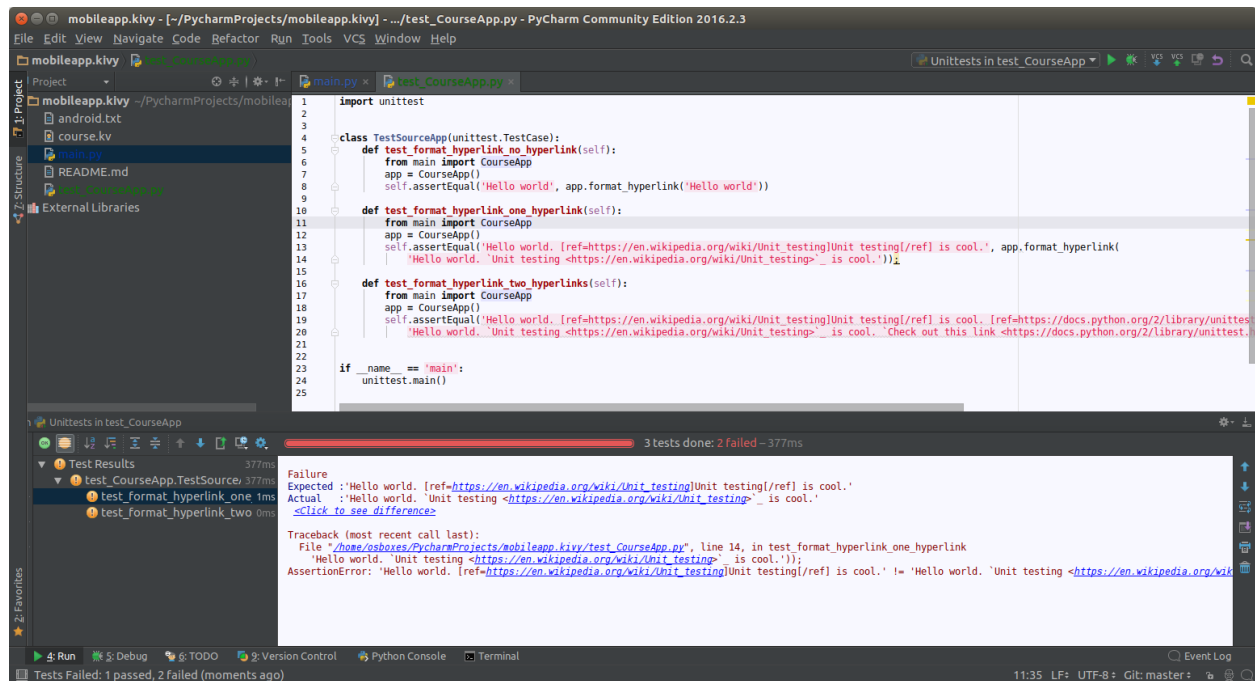 mobileapp.kivy - [~/PycharmProjects/mobileapp.kivy] - .../test_CourseApp.py - PyCharm Community Edition 2016.2.3
File Edit View Navigate Code Refactor Run Tools VCS Window Help
mobileapp.kivy test_CourseApp.py Unittests in test_CourseApp VCS VCS
Project main.py × test_CourseApp.py ×
1: Project
7: Structure
2: Favorites
mobileapp.kivy ~/PycharmProjects/mobileap
android.txt
course.kv
main.py
README.md
test_CourseApp.py
External Libraries
1 import unittest
2
3
4 class TestSourceApp(unittest.TestCase):
5 def test_format_hyperlink_no_hyperlink(self):
6 from main import CourseApp
7 app = CourseApp()
8 self.assertEqual('Hello world', app.format_hyperlink('Hello world'))
9
10 def test_format_hyperlink_one_hyperlink(self):
11 from main import CourseApp
12 app = CourseApp()
13 self.assertEqual('Hello world. [ref=https://en.wikipedia.org/wiki/Unit_testing]Unit testing[/ref] is cool.', app.format_hyperlink(
14 'Hello world. `Unit testing <https://en.wikipedia.org/wiki/Unit_testing>`_ is cool.'));
15
16 def test_format_hyperlink_two_hyperlinks(self):
17 from main import CourseApp
18 app = CourseApp()
19 self.assertEqual('Hello world. [ref=https://en.wikipedia.org/wiki/Unit_testing]Unit testing[/ref] is cool. [ref=https://docs.python.org/2/library/unittest
20 'Hello world. `Unit testing <https://en.wikipedia.org/wiki/Unit_testing>`_ is cool. `Check out this link <https://docs.python.org/2/library/unittest.h
21
22
23 if __name__ == 'main':
24 unittest.main()
25
Unittests in test_CourseApp
3 tests done: 2 failed – 377ms
Test Results 377ms
test_CourseApp.TestSource 377ms
test_format_hyperlink_one 1ms
test_format_hyperlink_two 0ms
Failure
Expected :'Hello world. [ref=https://en.wikipedia.org/wiki/Unit_testing]Unit testing[/ref] is cool.'
Actual :'Hello world. `Unit testing <https://en.wikipedia.org/wiki/Unit_testing>`_ is cool.'
<Click to see difference>
Traceback (most recent call last):
File "/home/osboxes/PycharmProjects/mobileapp.kivy/test_CourseApp.py", line 14, in test_format_hyperlink_one_hyperlink
'Hello world. `Unit testing <https://en.wikipedia.org/wiki/Unit_testing>`_ is cool.'));
AssertionError: 'Hello world. [ref=https://en.wikipedia.org/wiki/Unit_testing]Unit testing[/ref] is cool.' != 'Hello world. `Unit testing <https://en.wikipedia.org/wik
4: Run 5: Debug 6: TODO 9: Version Control Python Console Terminal Event Log
Tests Failed: 1 passed, 2 failed (moments ago) 11:35 LF÷ UTF-8÷ Git: master÷